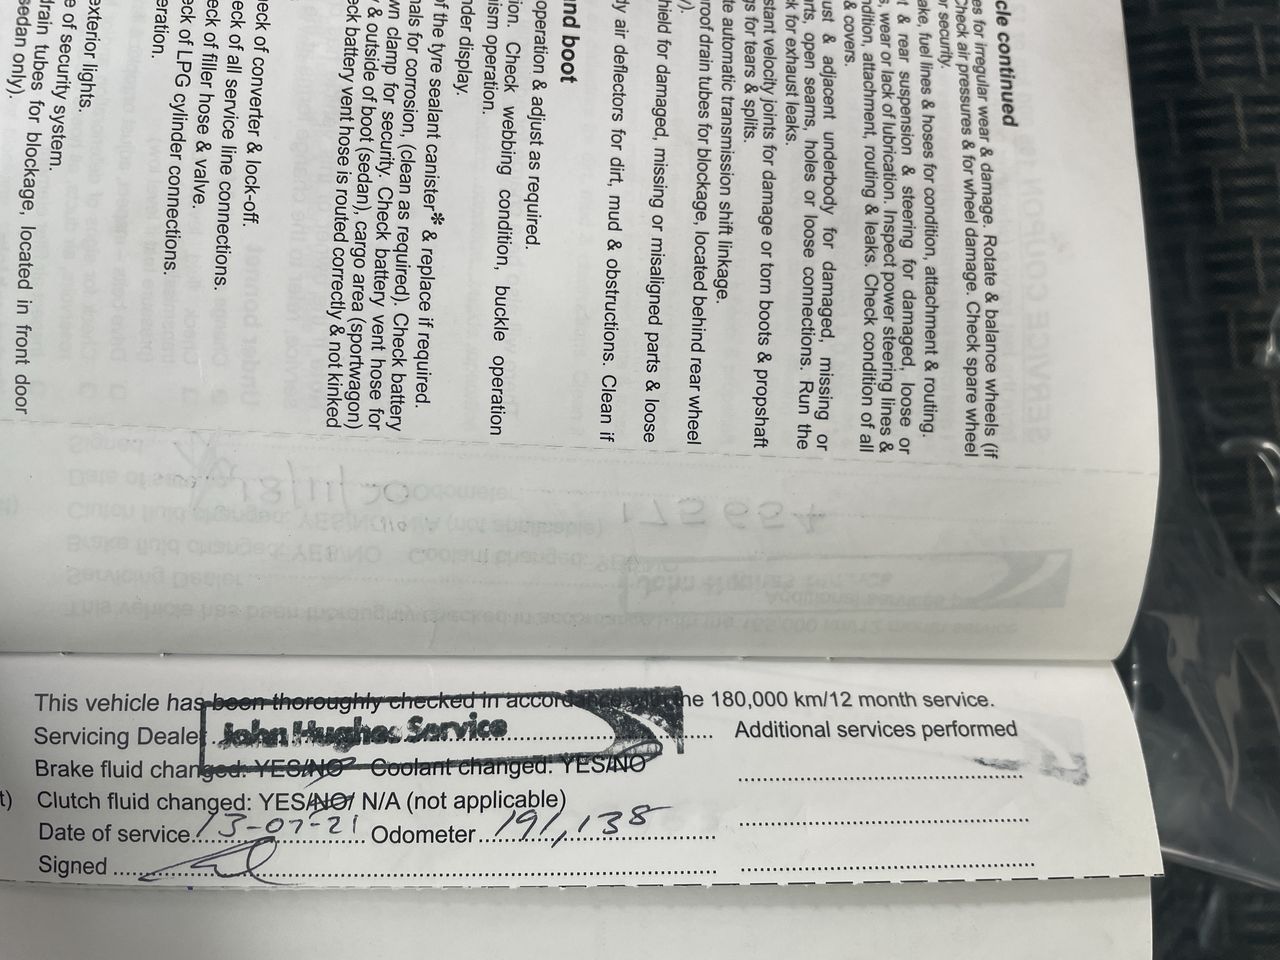 cle continued
es for irregular wear & damage. Rotate & balance wheels (if
Check air pressures & for wheel damage. Check spare wheel
or security.
ake, fuel lines & hoses for condition, attachment & routing.
t & rear suspension & steering for damaged, loose or
s, wear or lack of lubrication. Inspect power steering lines &
ndition, attachment, routing & leaks. Check condition of all
& covers.
ust & adjacent underbody for damaged, missing or
arts, open seams, holes or loose connections. Run the
ck for exhaust leaks.
stant velocity joints for damage or torn boots & propshaft
gs for tears & splits.
te automatic transmission shift linkage.
roof drain tubes for blockage, located behind rear wheel
y).
hield for damaged, missing or misaligned parts & loose
dy air deflectors for dirt, mud & obstructions. Clean if
and boot
operation & adjust as required.
ion. Check webbing condition, buckle operation
ism operation.
nder display.
of the tyre sealant canister* & replace if required.
nals for corrosion, (clean as required). Check battery
wn clamp for security. Check battery vent hose for
y & outside of boot (sedan), cargo area (sportwagon)
eck battery vent hose is routed correctly & not kinked
eck of converter & lock-off.
eck of all service line connections.
eck of filler hose & valve.
eck of LPG cylinder connections.
eration.
exterior lights.
e of security system.
drain tubes for blockage, located in front door
sedan only).
This vehicle has been thoroughly checked in accordance with the 180,000 km/12 month service.
Servicing Dealer John Hughes Service Additional services performed
Brake fluid changed: YES/NO Coolant changed: YES/NO
t) Clutch fluid changed: YES/NO/ N/A (not applicable)
Date of service 13-07-21 Odometer 191,138
Signed